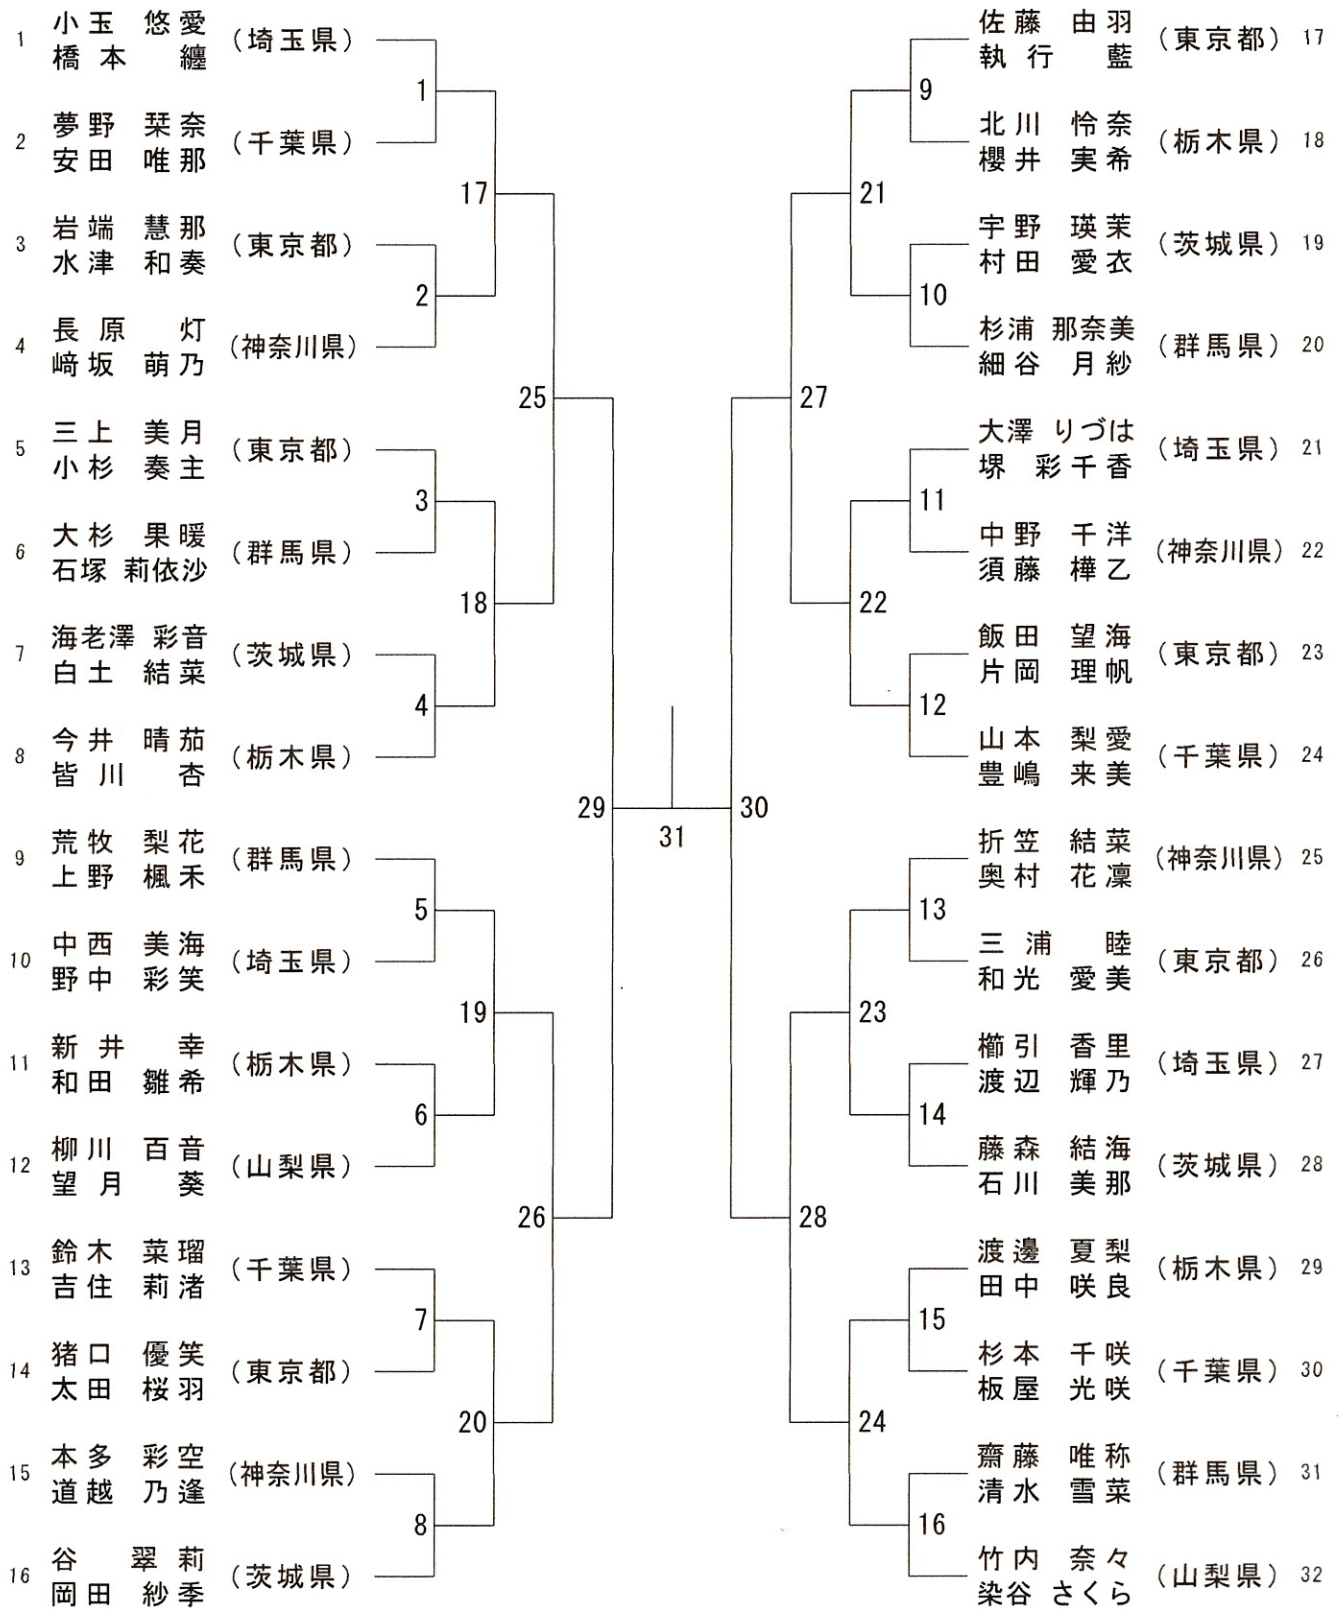 1 小玉 悠愛 (埼玉県)
橋本 纏
2 夢野 栞奈 (千葉県)
安田 唯那
3 岩端 慧那 (東京都)
水津 和奏
4 長原 灯 (神奈川県)
﨑坂 萌乃
5 三上 美月 (東京都)
小杉 奏主
6 大杉 果暖 (群馬県)
石塚 莉依沙
7 海老澤 彩音 (茨城県)
白土 結菜
8 今井 晴茄 (栃木県)
皆川 杏
9 荒牧 梨花 (群馬県)
上野 楓禾
10 中西 美海 (埼玉県)
野中 彩笑
11 新井 幸 (栃木県)
和田 雛希
12 柳川 百音 (山梨県)
望月 葵
13 鈴木 菜瑠 (千葉県)
吉住 莉渚
14 猪口 優笑 (東京都)
太田 桜羽
15 本多 彩空 (神奈川県)
道越 乃逢
16 谷 翠莉 (茨城県)
岡田 紗季
1
2
3
4
5
6
7
8
17
18
19
20
25
26
29
31
30
27
28
21
22
23
24
9
10
11
12
13
14
15
16
佐藤 由羽 (東京都) 17
執行 藍
北川 怜奈 (栃木県) 18
櫻井 実希
宇野 瑛茉 (茨城県) 19
村田 愛衣
杉浦 那奈美 (群馬県) 20
細谷 月紗
大澤 りづは (埼玉県) 21
堺 彩千香
中野 千洋 (神奈川県) 22
須藤 樺乙
飯田 望海 (東京都) 23
片岡 理帆
山本 梨愛 (千葉県) 24
豊嶋 来美
折笠 結菜 (神奈川県) 25
奥村 花凜
三浦 睦 (東京都) 26
和光 愛美
櫛引 香里 (埼玉県) 27
渡辺 輝乃
藤森 結海 (茨城県) 28
石川 美那
渡邊 夏梨 (栃木県) 29
田中 咲良
杉本 千咲 (千葉県) 30
板屋 光咲
齋藤 唯称 (群馬県) 31
清水 雪菜
竹内 奈々 (山梨県) 32
染谷 さくら